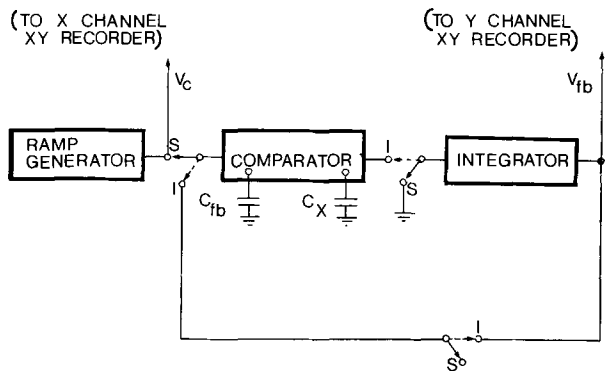 (TO X CHANNEL
XY RECORDER)
(TO Y CHANNEL
XY RECORDER)
Vc
Vfb
RAMP
GENERATOR
S
COMPARATOR
I
INTEGRATOR
I
S
Cfb
CX
I
S